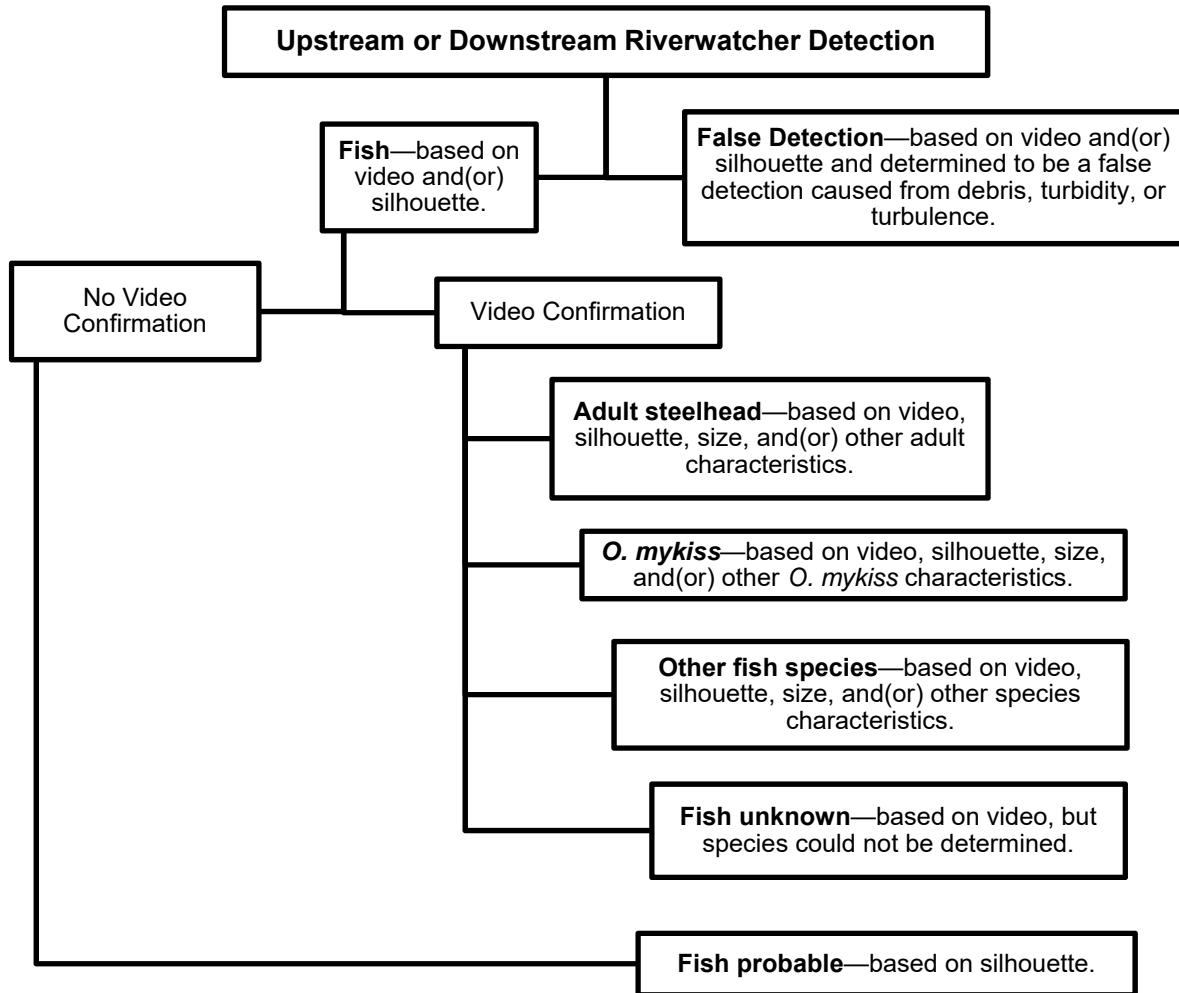 Upstream or Downstream Riverwatcher Detection
Fish—based on
video and(or)
silhouette.
False Detection—based on video and(or)
silhouette and determined to be a false
detection caused from debris, turbidity, or
turbulence.
No Video
Confirmation
Video Confirmation
Adult steelhead—based on video,
silhouette, size, and(or) other adult
characteristics.
O. mykiss—based on video, silhouette, size,
and(or) other O. mykiss characteristics.
Other fish species—based on video,
silhouette, size, and(or) other species
characteristics.
Fish unknown—based on video, but
species could not be determined.
Fish probable—based on silhouette.